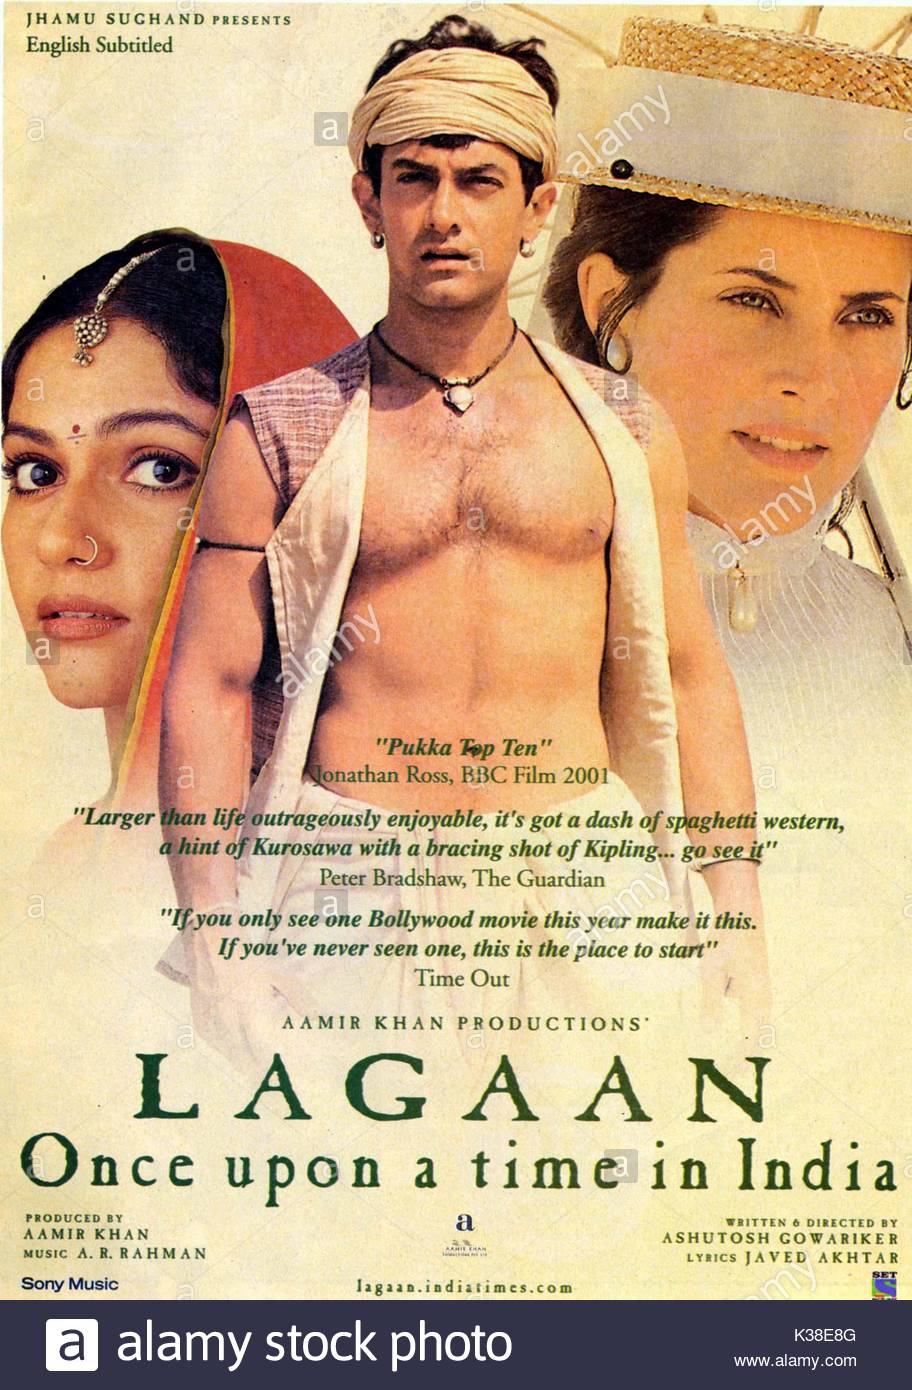 JHAMU SUGHAND PRESENTS
English Subtitled
"Pukka Top Ten"
Jonathan Ross, BBC Film 2001
"Larger than life outrageously enjoyable, it's got a dash of spaghetti western,
a hint of Kurosawa with a bracing shot of Kipling... go see it"
Peter Bradshaw, The Guardian
"If you only see one Bollywood movie this year make it this.
If you've never seen one, this is the place to start"
Time Out
AAMIR KHAN PRODUCTIONS'
LAGAAN
Once upon a time in India
PRODUCED BY
AAMIR KHAN
MUSIC A. R. RAHMAN
Sony Music
a
WRITTEN & DIRECTED BY
ASHUTOSH GOWARIKER
LYRICS JAVED AKHTAR
lagaan.indiatimes.com
SET
alamy
alamy
alamy
alamy
a alamy stock photo
K38E8G
www.alamy.com